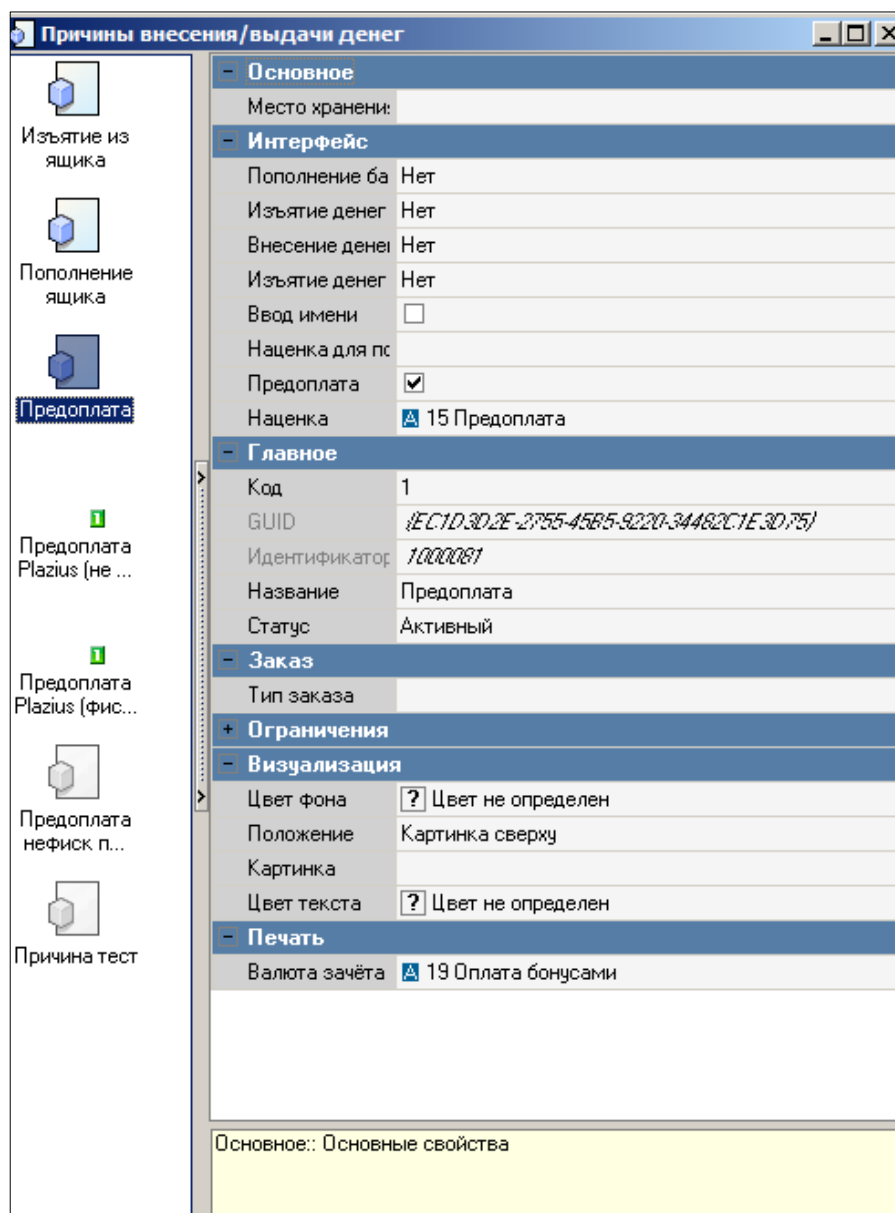 Причины внесения/выдачи денег
Изъятие из
ящика
Пополнение
ящика
Предоплата
1
Предоплата
Plazius (не ...
1
Предоплата
Plazius (фис...
Предоплата
нефиск п...
Причина тест
Основное
Место хранени
Интерфейс
Пополнение ба Нет
Изъятие денег Нет
Внесение дене Нет
Изъятие денег Нет
Ввод имени
Наценка для по
Предоплата
Наценка A 15 Предоплата
Главное
Код 1
GUID {EC1D3D2E-2755-45B5-9220-34482C1E3D75}
Идентификатор 1000081
Название Предоплата
Статус Активный
Заказ
Тип заказа
Ограничения
Визуализация
Цвет фона ? Цвет не определен
Положение Картинка сверху
Картинка
Цвет текста ? Цвет не определен
Печать
Валюта зачёта A 19 Оплата бонусами
Основное:: Основные свойства